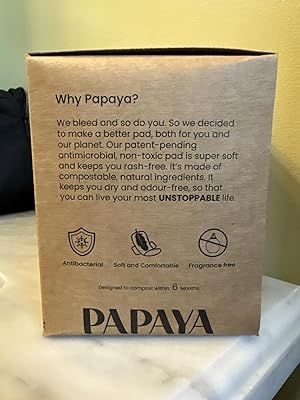 Why Papaya?
We bleed and so do you. So we decided
to make a better pad, both for you and
our planet. Our patent-pending
antimicrobial, non-toxic pad is super soft
and keeps you rash-free. It's made of
compostable, natural ingredients. It
keeps you dry and odour-free, so that
you can live your most UNSTOPPABLE life.
Antibacterial
Soft and Comfortable
Fragrance free
Designed to compost within 6 Months.
PAPAYA